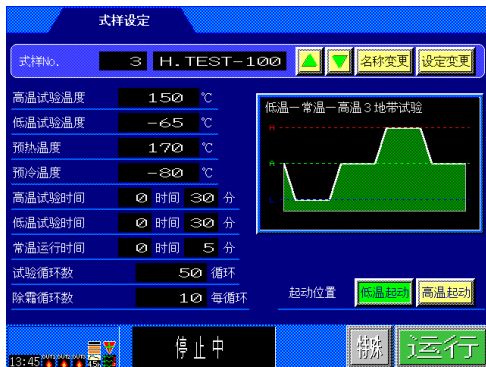 式样设定
式样No. 3 H.TEST-100 名称变更 设定变更
高温试验温度 150 ℃
低温试验温度 -65 ℃
预热温度 170 ℃
预冷温度 -80 ℃
高温试验时间 0 时间 30 分
低温试验时间 0 时间 30 分
常温运行时间 0 时间 5 分
试验循环数 50 循环
除霜循环数 10 每循环
低温－常温－高温3地带试验
H
A
L
起动位置 低温起动 高温起动
13:45 停止中 特殊 运行